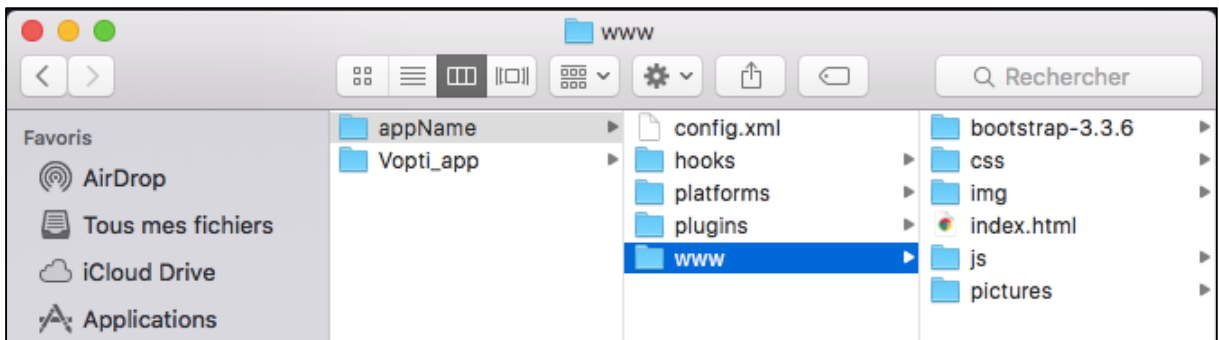 www
Rechercher
Favoris
AirDrop
Tous mes fichiers
iCloud Drive
Applications
appName
Vopti_app
config.xml
hooks
platforms
plugins
www
bootstrap-3.3.6
css
img
index.html
js
pictures